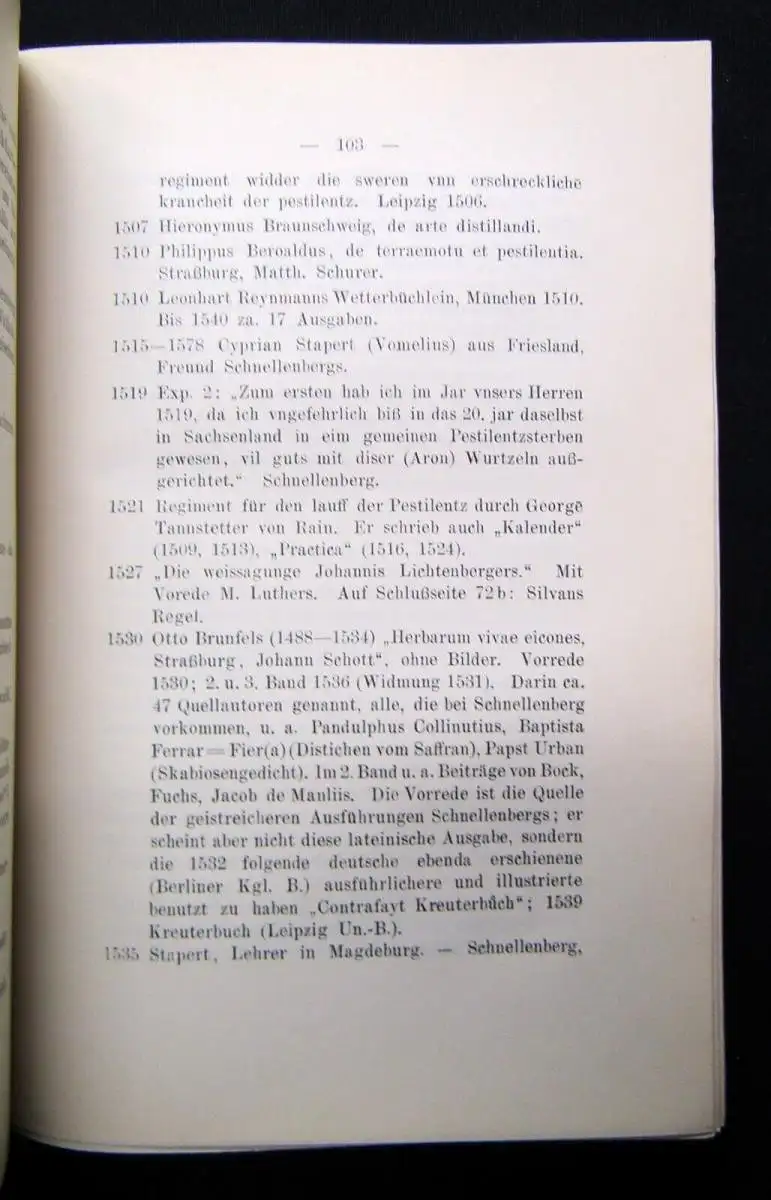 — 103 —
regiment widder die sweren vnn erschreckliche
krancheit der pestilentz. Leipzig 1506.
1507 Hieronymus Braunschweig, de arte distillandi.
1510 Philippus Beroaldus, de terraemotu et pestilentia.
Straßburg, Matth. Schurer.
1510 Leonhart Reynmanns Wetterbüchlein, München 1510.
Bis 1540 za. 17 Ausgaben.
1515—1578 Cyprian Stapert (Vomelius) aus Friesland,
Freund Schnellenbergs.
1519 Exp. 2: „Zum ersten hab ich im Jar vnsers Herren
1519, da ich vngefehrlich biß in das 20. jar daselbst
in Sachsenland in eim gemeinen Pestilentzsterben
gewesen, vil guts mit diser (Aron) Wurtzeln auß-
gerichtet.“ Schnellenberg.
1521 Regiment für den lauff der Pestilentz durch George
Tannstetter von Rain. Er schrieb auch „Kalender“
(1509, 1513), „Practica“ (1516, 1524).
1527 „Die weissagunge Johannis Lichtenbergers.“ Mit
Vorede M. Luthers. Auf Schlußseite 72b: Silvans
Regel.
1530 Otto Brunfels (1488—1534) „Herbarum vivae eicones,
Straßburg, Johann Schott“, ohne Bilder. Vorrede
1530; 2. u. 3. Band 1536 (Widmung 1531). Darin ca.
47 Quellautoren genannt, alle, die bei Schnellenberg
vorkommen, u. a. Pandulphus Collinutius, Baptista
Ferrar = Fier(a) (Distichen vom Saffran), Papst Urban
(Skabiosengedicht). Im 2. Band u. a. Beiträge von Bock,
Fuchs, Jacob de Manliis. Die Vorrede ist die Quelle
der geistreicheren Ausführungen Schnellenbergs; er
scheint aber nicht diese lateinische Ausgabe, sondern
die 1532 folgende deutsche ebenda erschienene
(Berliner Kgl. B.) ausführlichere und illustrierte
benutzt zu haben „Contrafayt Kreuterbůch“; 1539
Kreuterbuch (Leipzig Un.-B.).
1535 Stapert, Lehrer in Magdeburg. — Schnellenberg,